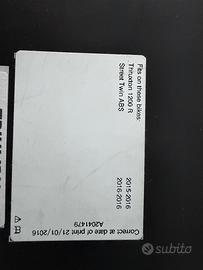 Fits on these bikes:
Thruxton 1200 R 2015-2016
Street Twin ABS 2016-2016
A2041479
Correct at date of print 21/01/2016
subito